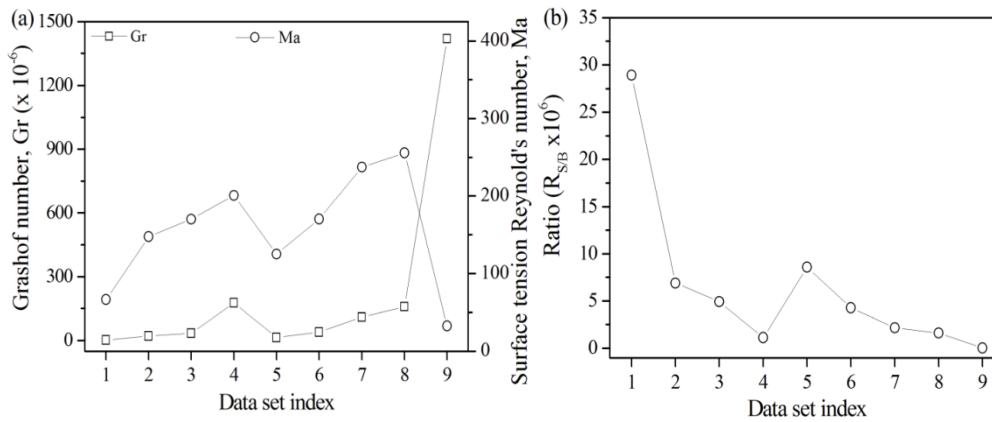 (a)
Gr
Ma
Grashof number, Gr (x 10⁻⁶)
1500
1200
900
600
300
0
Surface tension Reynold's number, Ma
400
300
200
100
0
1 2 3 4 5 6 7 8 9
Data set index
(b)
Ratio (R_S/B x10⁶)
35
30
25
20
15
10
5
0
1 2 3 4 5 6 7 8 9
Data set index